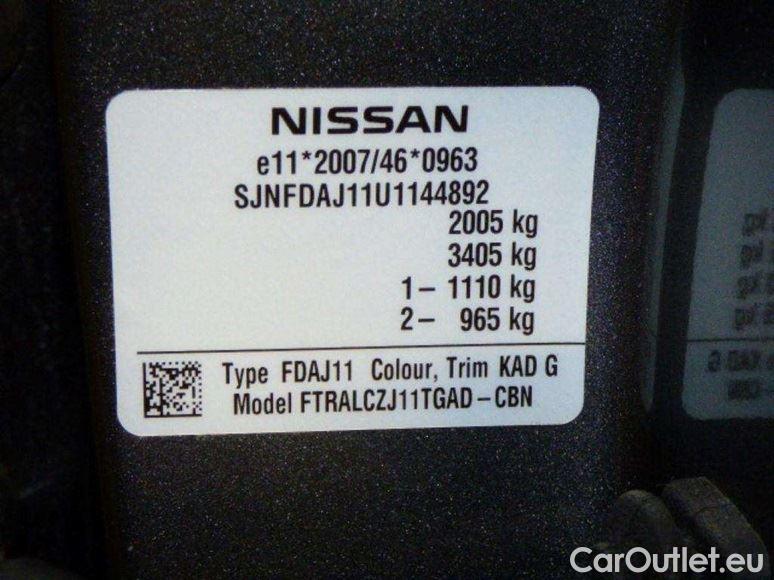 NISSAN
e11*2007/46*0963
SJNFDAJ11U1144892
2005 kg
3405 kg
1- 1110 kg
2- 965 kg
Type FDAJ11 Colour, Trim KAD G
Model FTRALCZJ11TGAD-CBN
CarOutlet.eu